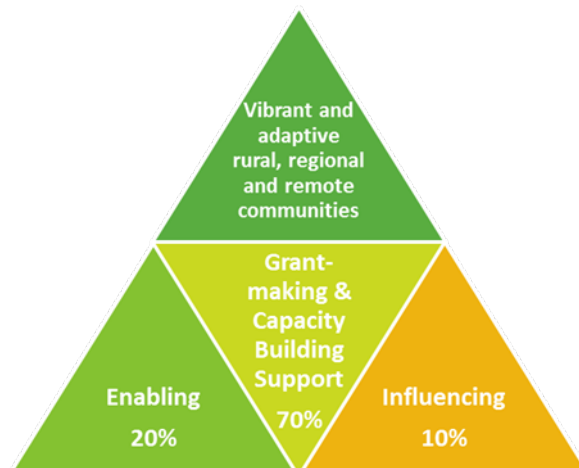 Vibrant and
adaptive
rural, regional
and remote
communities
Grant-
making &
Capacity
Building
Support
70%
Enabling
20%
Influencing
10%